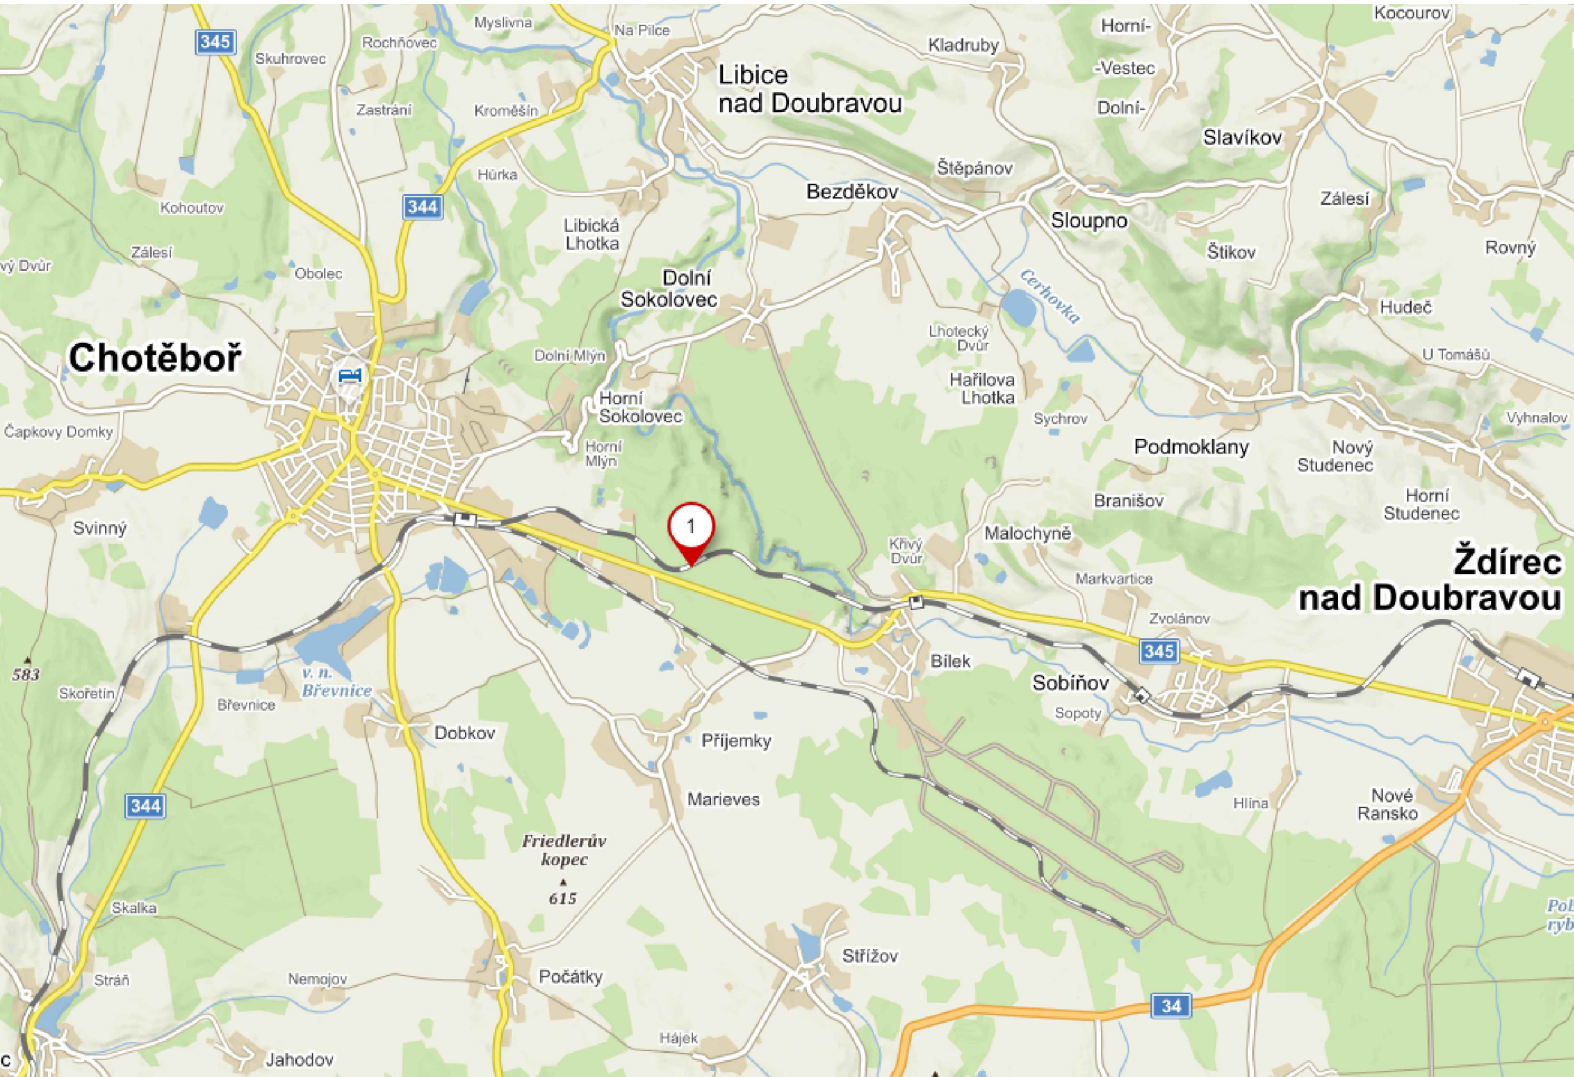 Myslivna
Na Pilce
Kocourov
345
Rochňovec
Kladruby
Horní-
-Vestec
Dolní-
Skuhrovec
Libice
nad Doubravou
Zastrání
Kroměšín
Slavíkov
Hůrka
Štěpánov
Bezděkov
Zálesí
Kohoutov
344
Libická
Lhotka
Sloupno
Štikov
Rovný
Zálesí
vý Dvůr
Obolec
Dolní
Sokolovec
Cerhovka
Hudeč
Lhotecký
Dvůr
Chotěboř
Dolní Mlýn
U Tomášů
Hařilova
Lhotka
Horní
Sokolovec
Sychrov
Vyhnalov
Čapkovy Domky
Horní
Mlýn
Podmoklany
Nový
Studenec
Branišov
Horní
Studenec
Svinný
1
Malochyně
Křivý
Dvůr
Ždírec
nad Doubravou
Markvartice
Zvolánov
345
583
Skořetín
v. n.
Břevnice
Břevnice
Bílek
Sobíňov
Sopoty
Dobkov
Příjemky
344
Marieves
Hlína
Nové
Ransko
Friedlerův
kopec
615
Skalka
Pob
ryb
Stráň
Nemojov
Počátky
Střížov
34
Hájek
c
Jahodov